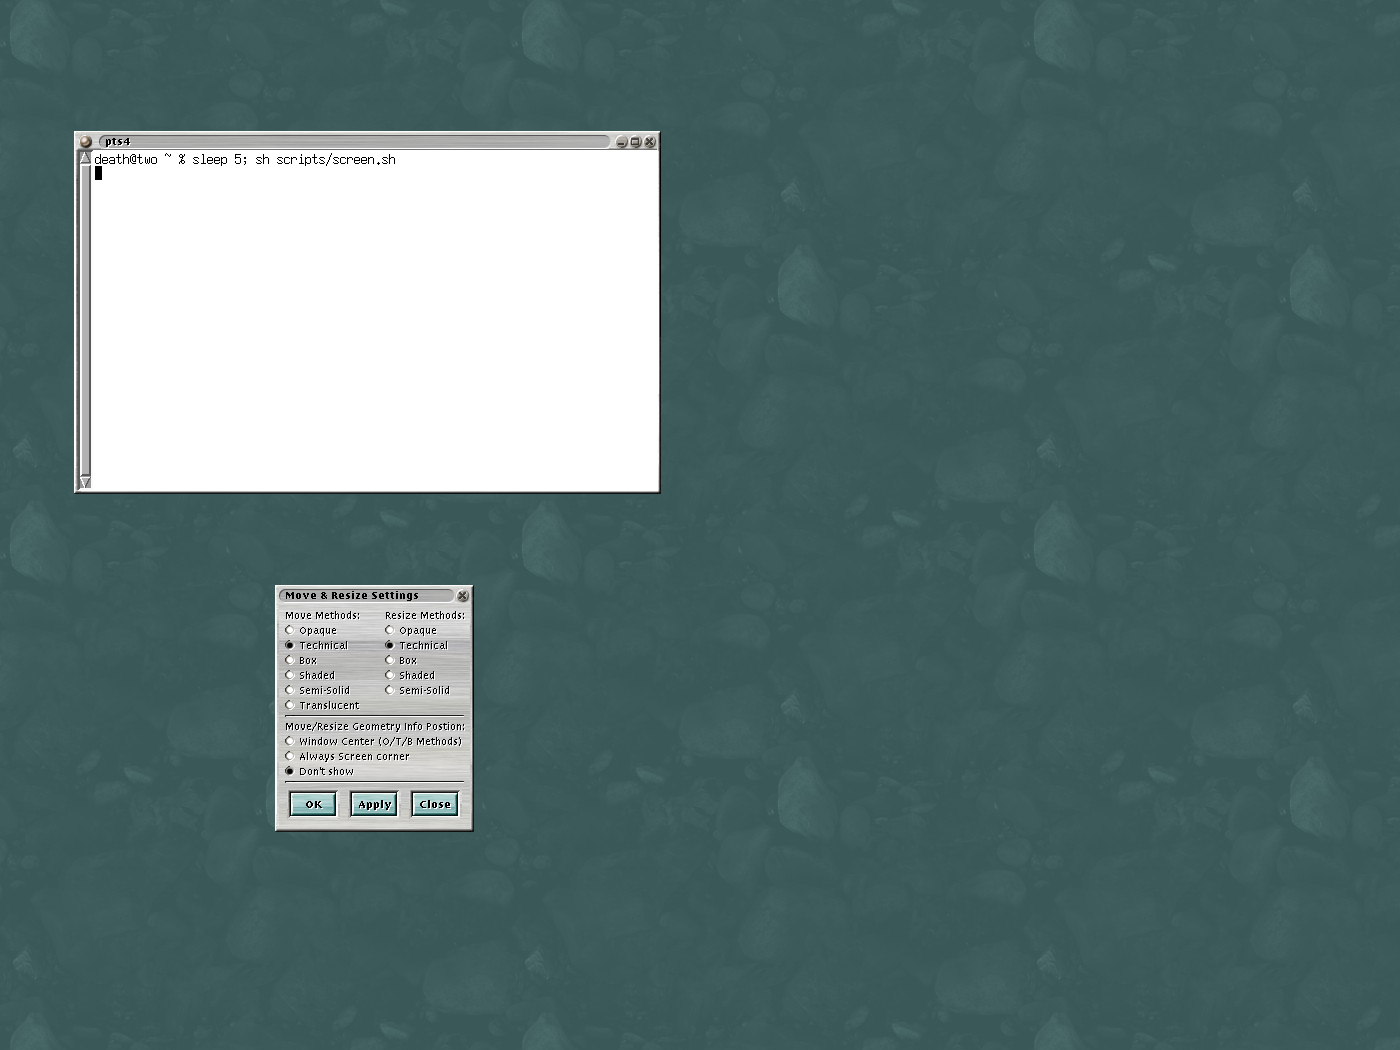 pts4
death@two ~ % sleep 5; sh scripts/screen.sh
Move & Resize Settings
Move Methods: Resize Methods:
Opaque Opaque
Technical Technical
Box Box
Shaded Shaded
Semi-Solid Semi-Solid
Translucent
Move/Resize Geometry Info Postion:
Window Center (O/T/B Methods)
Always Screen corner
Don't show
OK Apply Close